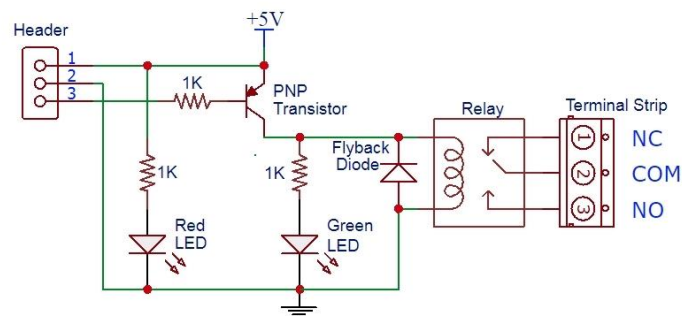 Header
+5V
1
2
3
1K
PNP
Transistor
Relay
Terminal Strip
1
NC
Flyback
Diode
1K
1K
2
COM
3
NO
Red
LED
Green
LED